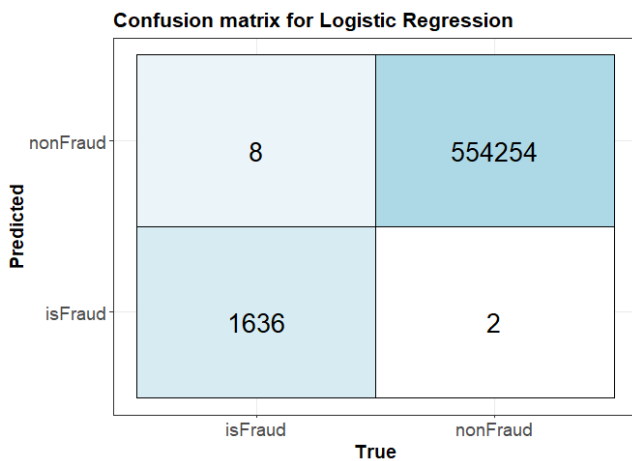 Confusion matrix for Logistic Regression
Predicted
nonFraud
8 554254
isFraud
1636 2
isFraud nonFraud
True